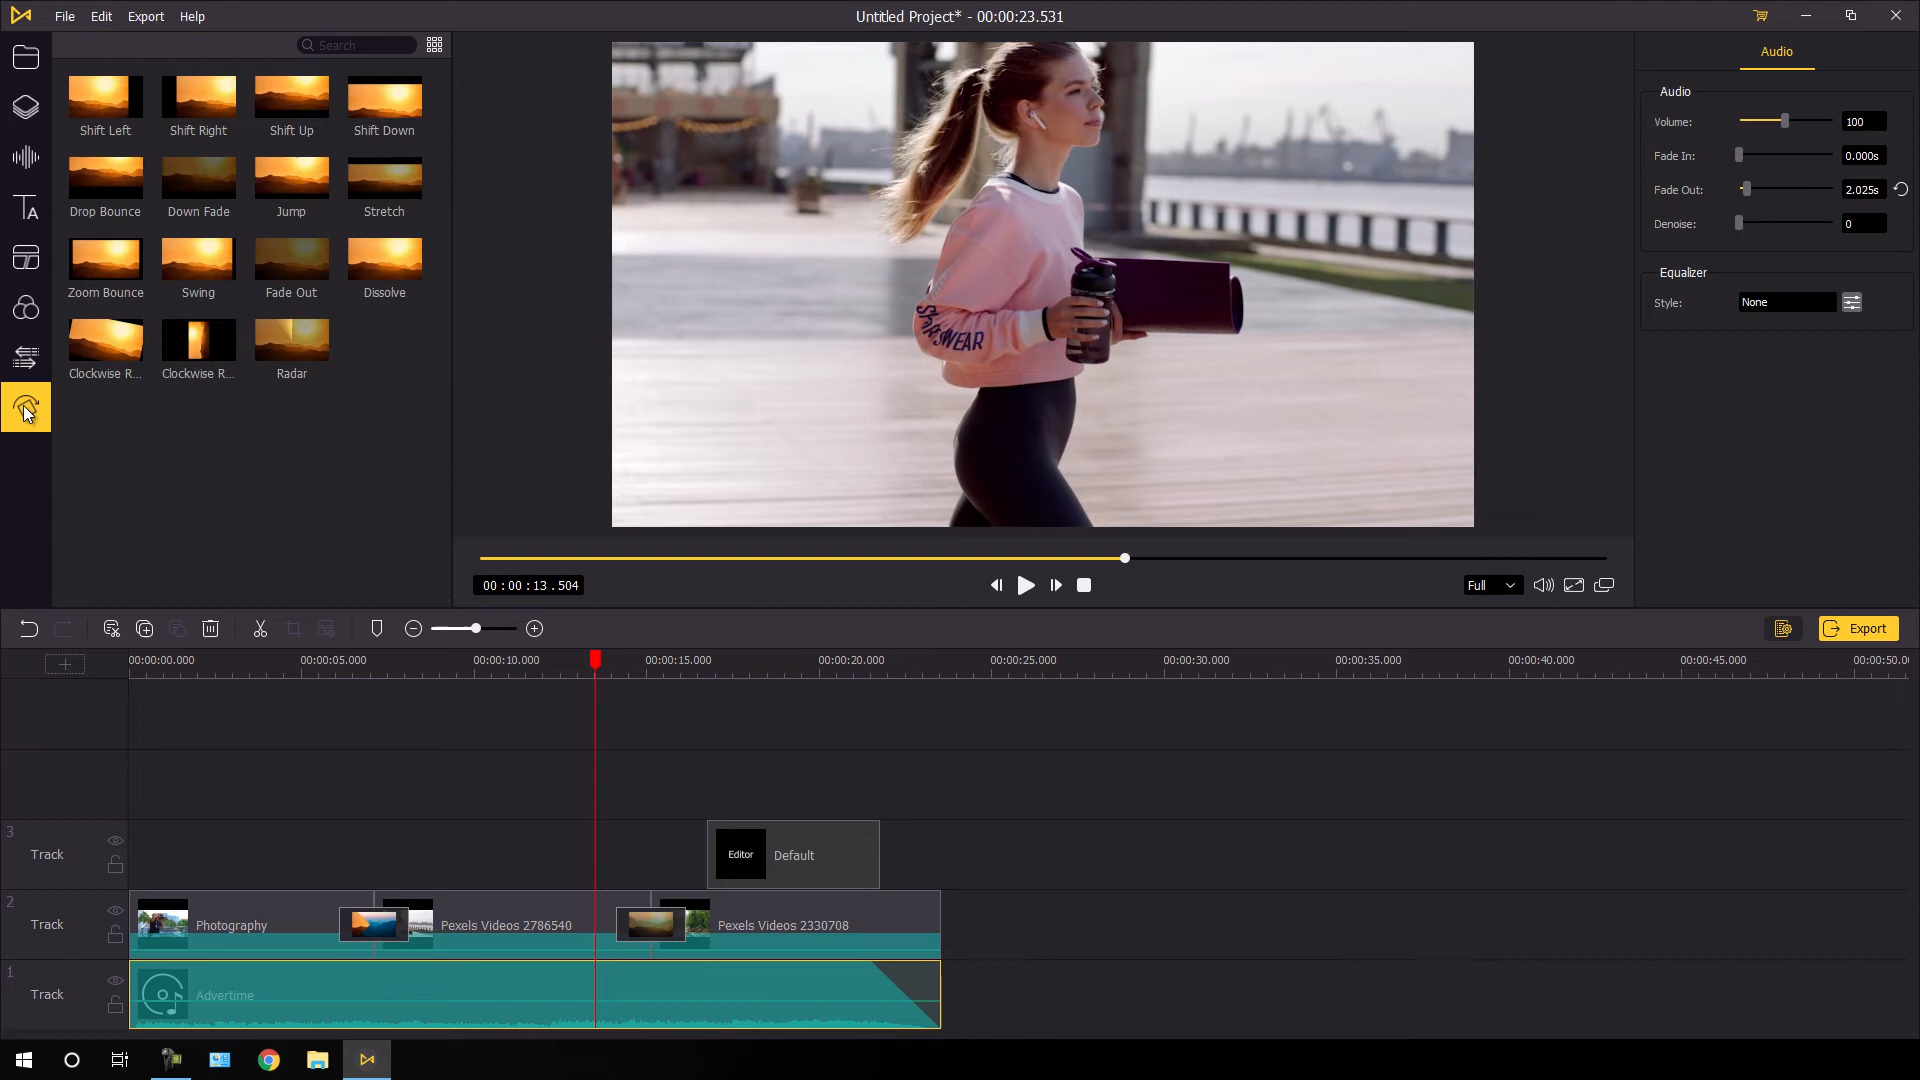 File Edit Export Help
Untitled Project* - 00:00:23.531
Search
Shift Left Shift Right Shift Up Shift Down
Drop Bounce Down Fade Jump Stretch
Zoom Bounce Swing Fade Out Dissolve
Clockwise R... Clockwise R... Radar
Audio
Audio
Volume: 100
Fade In: 0.000s
Fade Out: 2.025s
Denoise: 0
Equalizer
Style: None
WEAR
00:00:13.504
Full
Export
00:00:00.000 00:00:05.000 00:00:10.000 00:00:15.000 00:00:20.000 00:00:25.000 00:00:30.000 00:00:35.000 00:00:40.000 00:00:45.000 00:00:50.0
3
Track
Editor Default
2
Track
Photography Pexels Videos 2786540 Pexels Videos 2330708
1
Track
Advertime